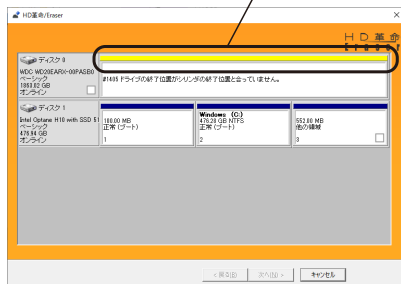 HD革命/Eraser
HD革命
Eraser
ディスク 0
WDC WD20EARX-00PASB0
ベーシック
1863.02 GB
オンライン
#1405 ドライブの終了位置がシリンダの終了位置と合っていません。
ディスク 1
Intel Optane H10 with SSD 51
ベーシック
476.94 GB
オンライン
100.00 MB
正常 (ブート)
1
Windows (C:)
476.28 GB NTFS
正常 (ブート)
2
552.00 MB
他の領域
3
< 戻る(B)
次へ(N) >
キャンセル